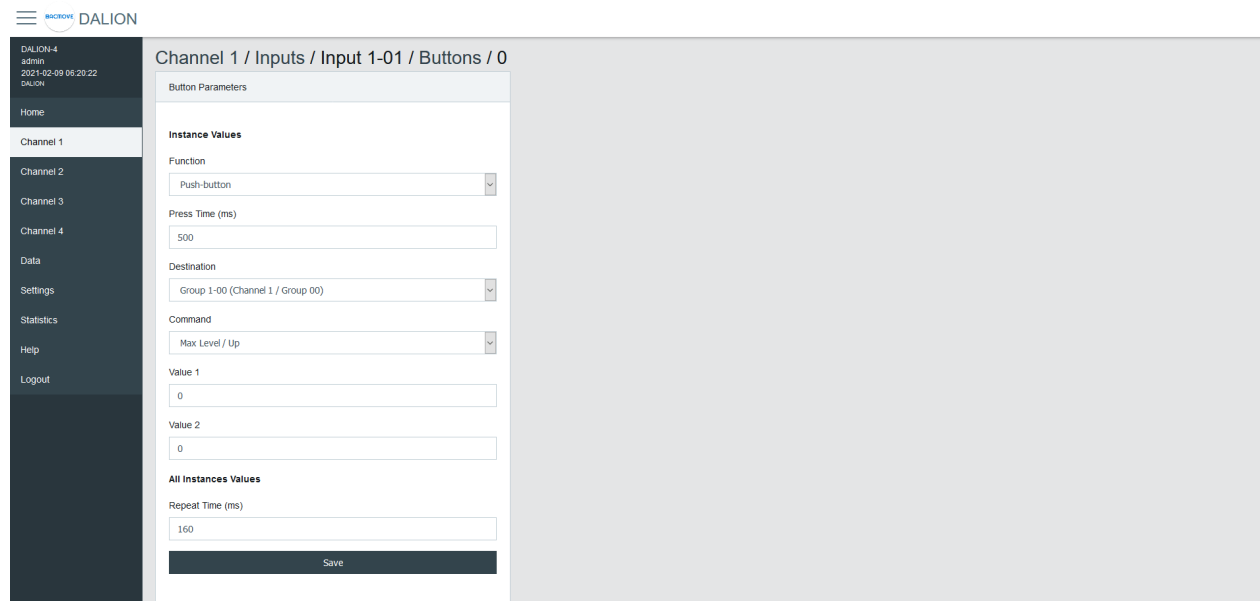 BACMOVE DALION
DALION-4
admin
2021-02-09 06:20:22
DALION
Home
Channel 1
Channel 2
Channel 3
Channel 4
Data
Settings
Statistics
Help
Logout
Channel 1 / Inputs / Input 1-01 / Buttons / 0
Button Parameters
Instance Values
Function
Push-button
Press Time (ms)
500
Destination
Group 1-00 (Channel 1 / Group 00)
Command
Max Level / Up
Value 1
0
Value 2
0
All Instances Values
Repeat Time (ms)
160
Save